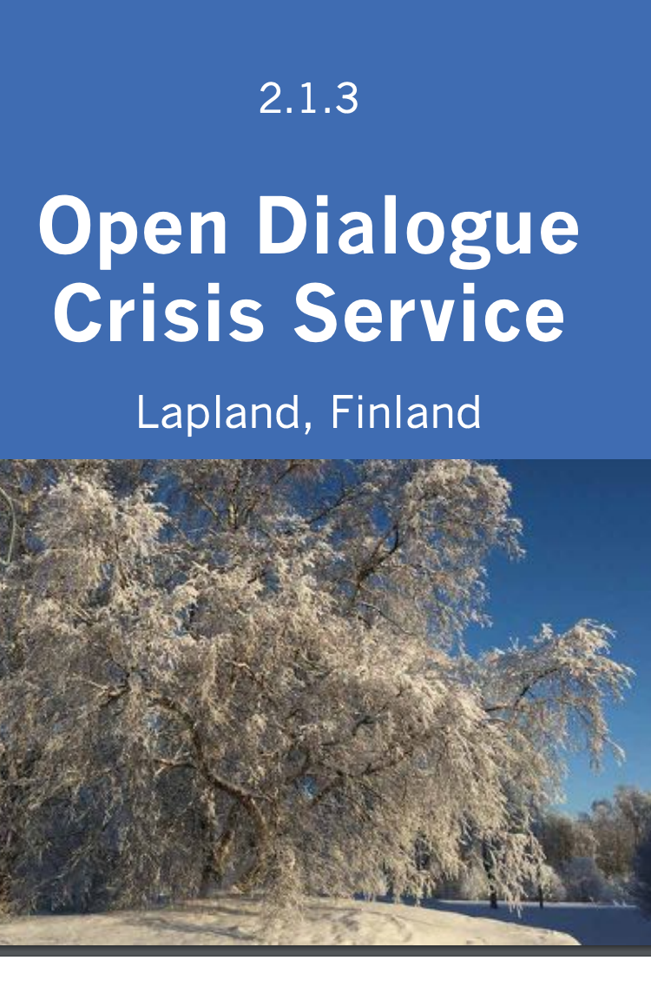 2.1.3
Open Dialogue
Crisis Service
Lapland, Finland